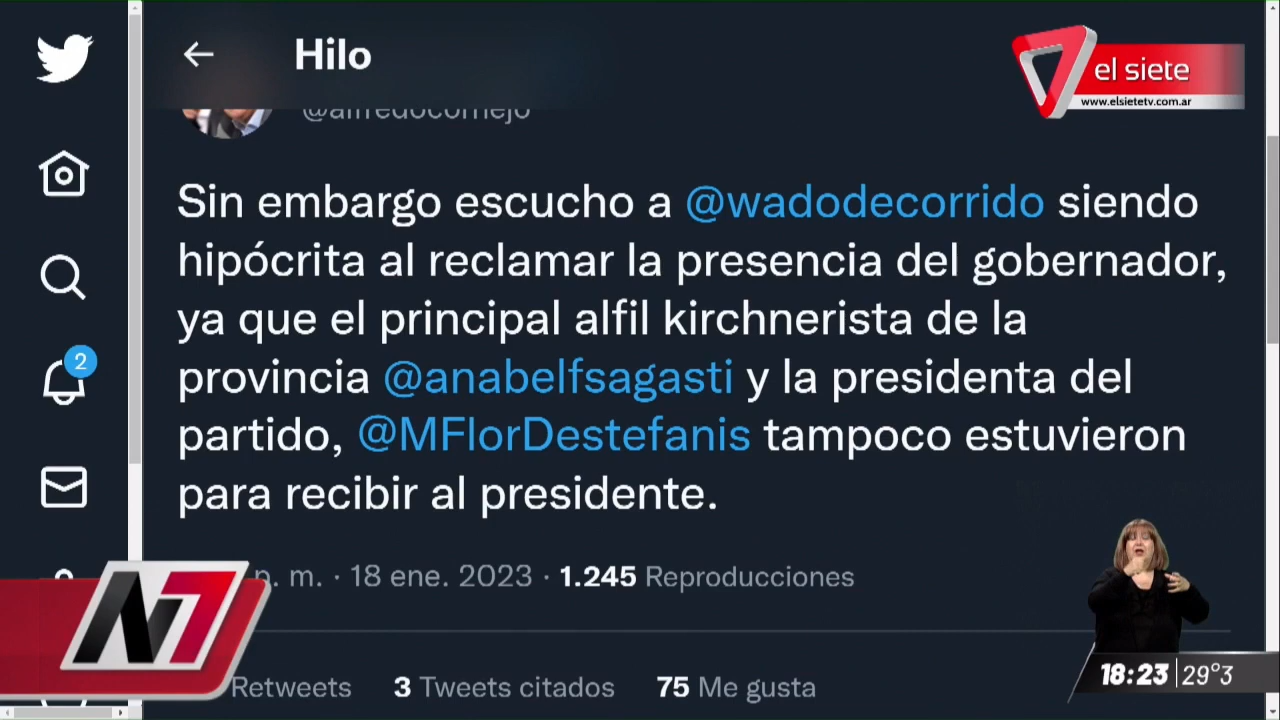 Hilo
el siete
www.elsietetv.com.ar
@alfredocornejo
Sin embargo escucho a @wadodecorrido siendo
hipócrita al reclamar la presencia del gobernador,
ya que el principal alfil kirchnerista de la
provincia @anabelfsagasti y la presidenta del
partido, @MFlorDestefanis tampoco estuvieron
para recibir al presidente.
2
p. m. · 18 ene. 2023 · 1.245 Reproducciones
N7
Retweets 3 Tweets citados 75 Me gusta
18:23 29°3